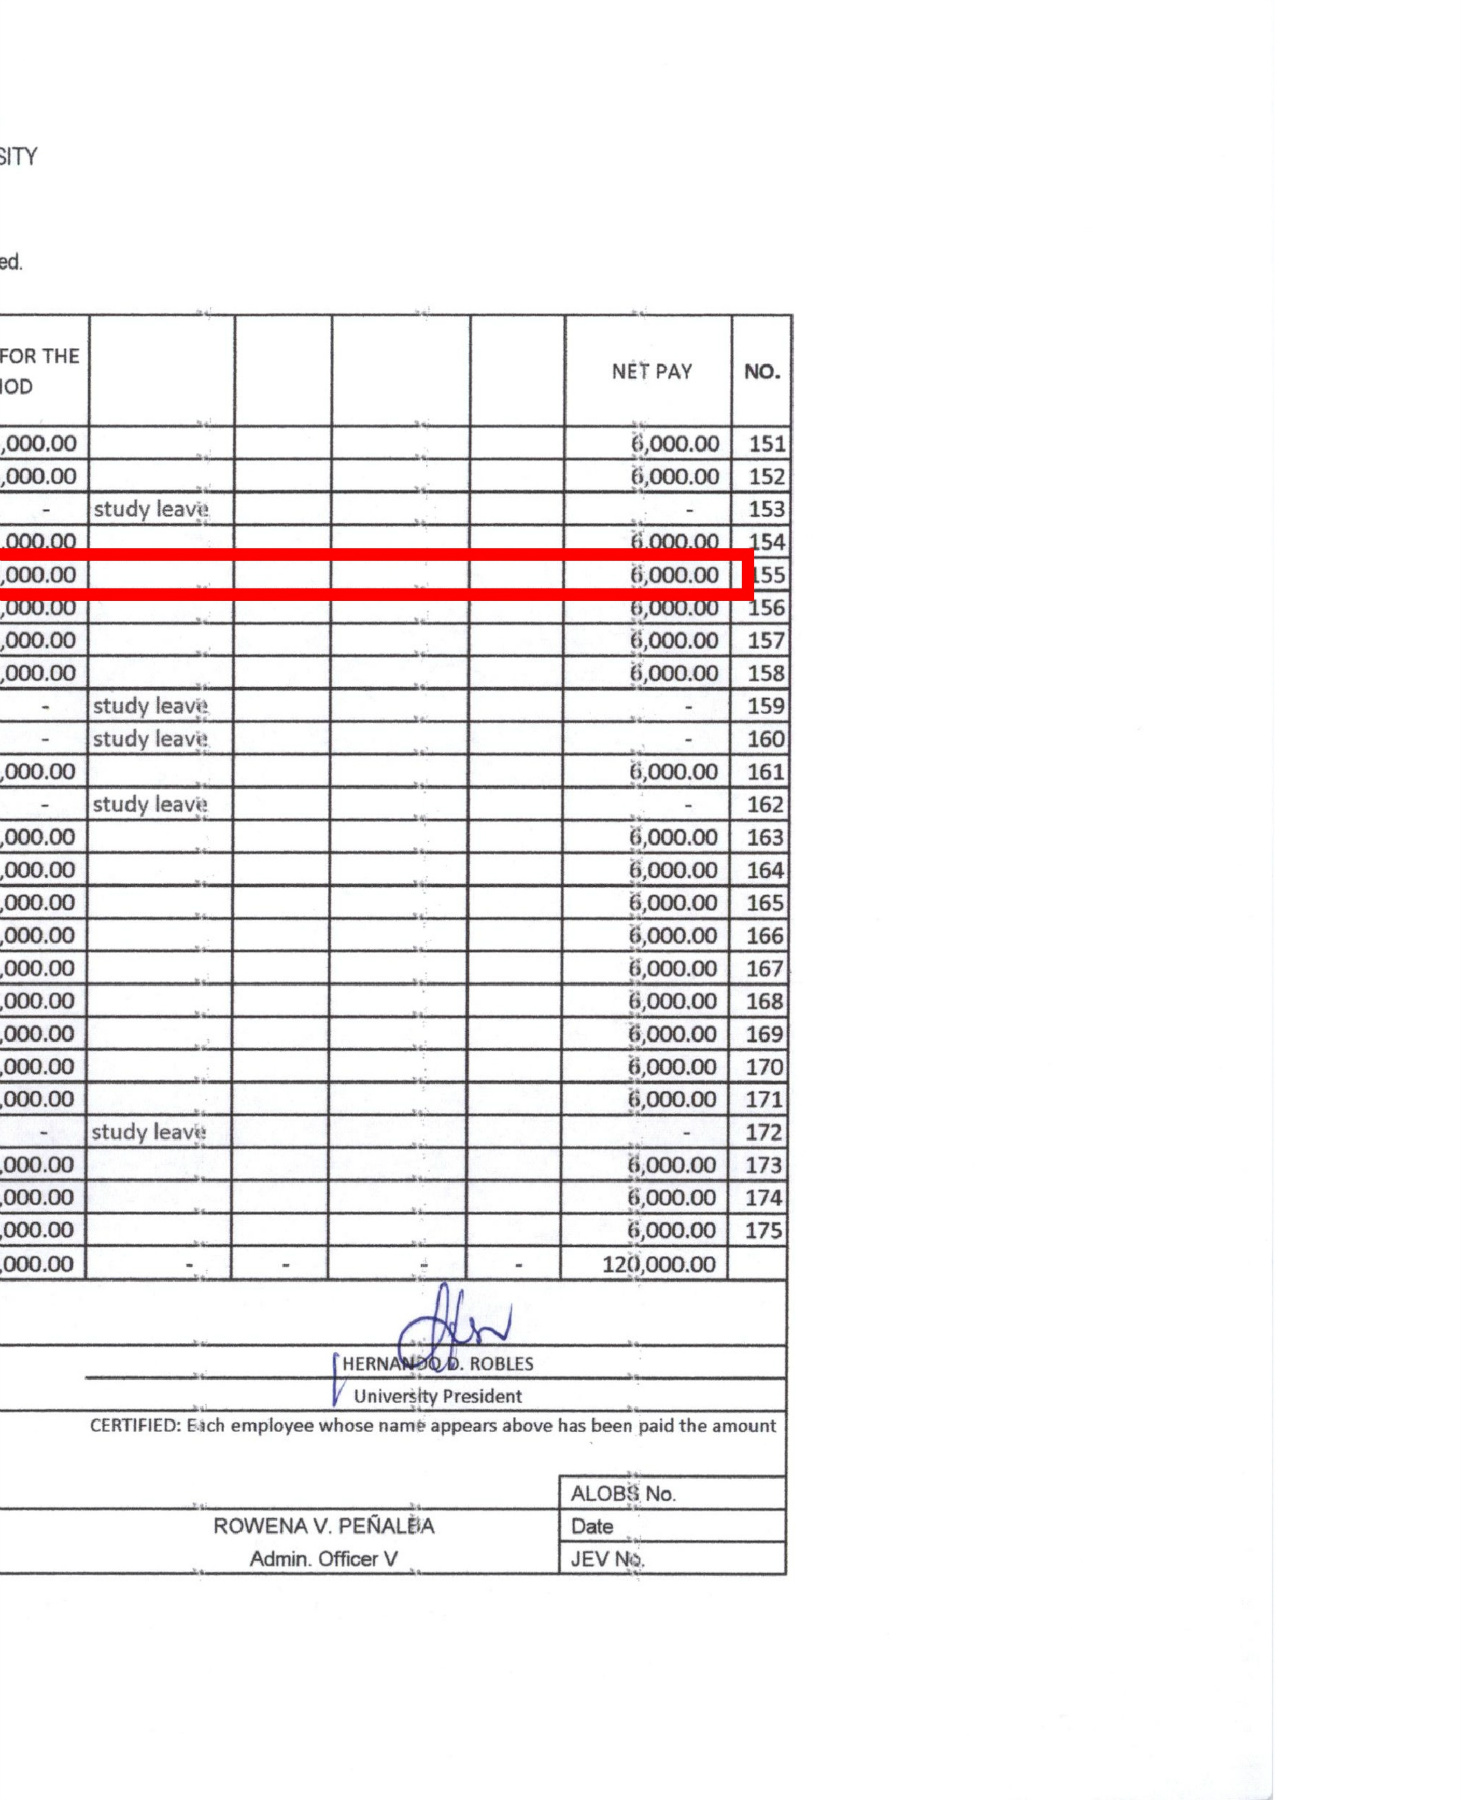 SITY
ed.
FOR THE
IOD NET PAY NO.
,000.00 6,000.00 151
,000.00 6,000.00 152
- study leave - 153
,000.00 6,000.00 154
,000.00 6,000.00 155
,000.00 6,000.00 156
,000.00 6,000.00 157
,000.00 6,000.00 158
- study leave - 159
- study leave - 160
,000.00 6,000.00 161
- study leave - 162
,000.00 6,000.00 163
,000.00 6,000.00 164
,000.00 6,000.00 165
,000.00 6,000.00 166
,000.00 6,000.00 167
,000.00 6,000.00 168
,000.00 6,000.00 169
,000.00 6,000.00 170
,000.00 6,000.00 171
- study leave - 172
,000.00 6,000.00 173
,000.00 6,000.00 174
,000.00 6,000.00 175
,000.00 - - - - 120,000.00
HERNANDO D. ROBLES
University President
CERTIFIED: Each employee whose name appears above has been paid the amount
ALOBS No.
ROWENA V. PEÑALBA Date
Admin. Officer V JEV No.